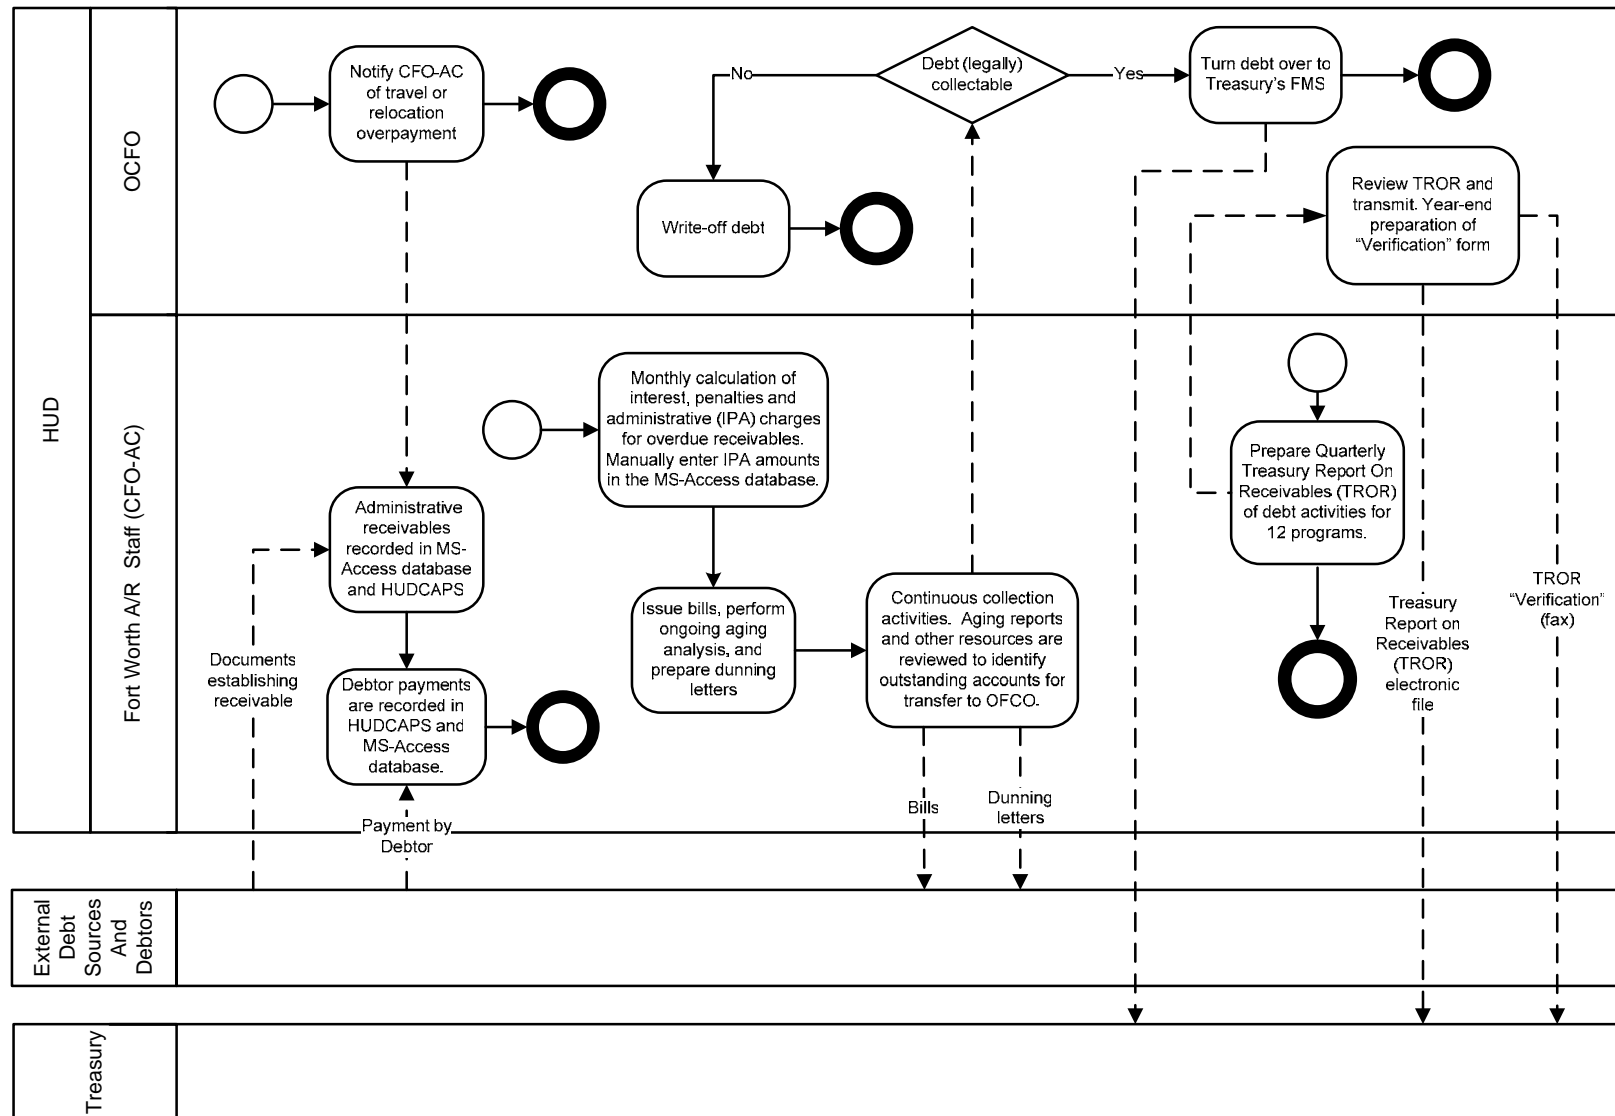 HUD
OCFO
Notify CFO-AC
of travel or
relocation
overpayment
No
Debt (legally)
collectable
Yes
Turn debt over to
Treasury's FMS
Write-off debt
Review TROR and
transmit. Year-end
preparation of
“Verification” form
Fort Worth A/R Staff (CFO-AC)
Monthly calculation of
interest, penalties and
administrative (IPA) charges
for overdue receivables.
Manually enter IPA amounts
in the MS-Access database.
Prepare Quarterly
Treasury Report On
Receivables (TROR)
of debt activities for
12 programs.
Administrative
receivables
recorded in MS-
Access database
and HUDCAPS
Issue bills, perform
ongoing aging
analysis, and
prepare dunning
letters
Continuous collection
activities. Aging reports
and other resources are
reviewed to identify
outstanding accounts for
transfer to OFCO.
Documents
establishing
receivable
Debtor payments
are recorded in
HUDCAPS and
MS-Access
database.
Treasury
Report on
Receivables
(TROR)
electronic
file
TROR
“Verification”
(fax)
Payment by
Debtor
Bills
Dunning
letters
External
Debt
Sources
And
Debtors
Treasury